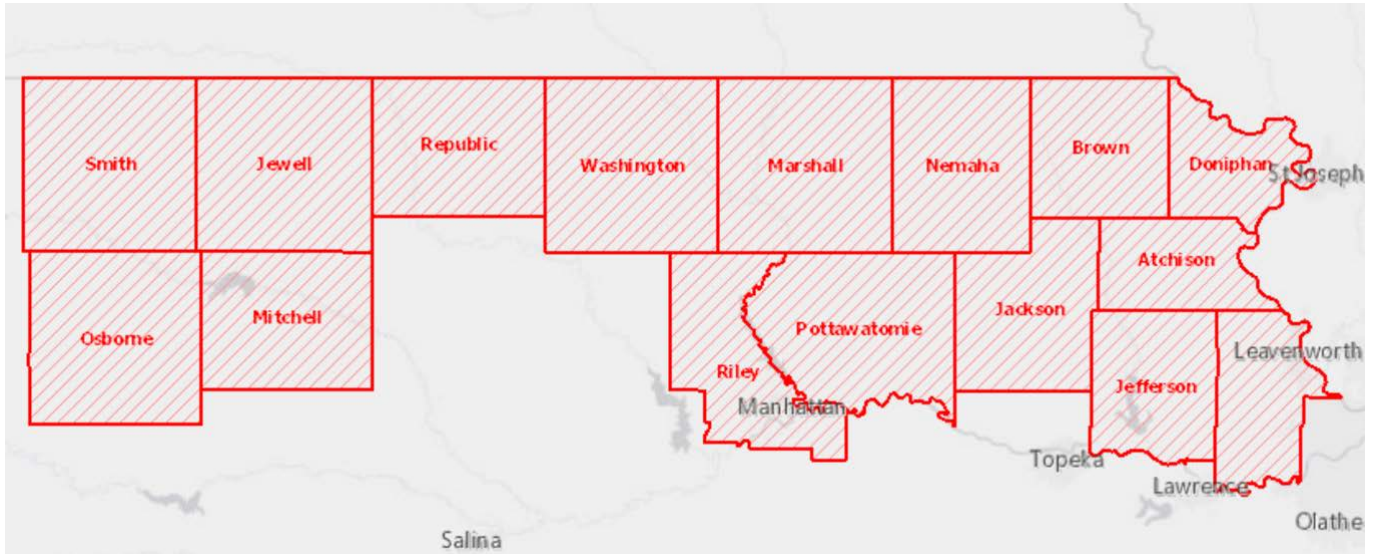 Smith
Jewell
Republic
Washington
Marshall
Nemaha
Brown
Doniphan
St Joseph
Osborne
Mitchell
Riley
Pottawatomie
Jackson
Atchison
Jefferson
Leavenworth
Manhattan
Topeka
Lawrence
Salina
Olathe